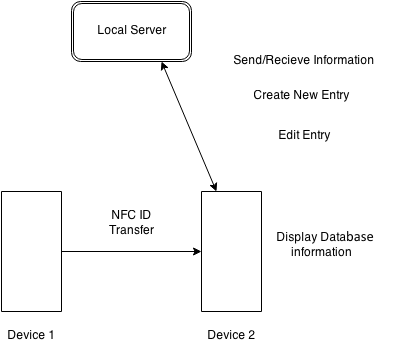 Local Server
Send/Recieve Information
Create New Entry
Edit Entry
NFC ID
Transfer
Display Database
information
Device 1
Device 2